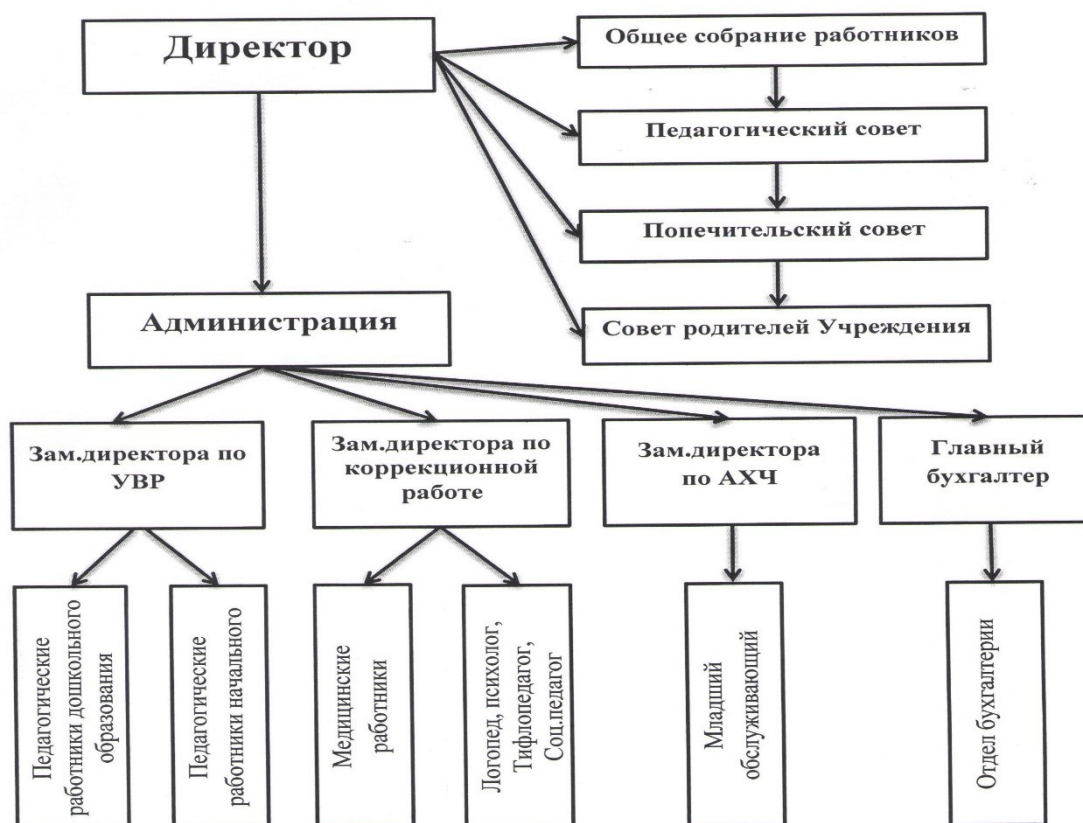 Директор
Общее собрание работников
Педагогический совет
Попечительский совет
Совет родителей Учреждения
Администрация
Зам.директора по
УВР
Зам.директора по
коррекционной
работе
Зам.директора
по АХЧ
Главный
бухгалтер
Педагогические
работники дошкольного
образования
Педагогические
работники начального
Медицинские
работники
Логопед, психолог,
Тифлопедагог,
Соц.педагог
Младший
обслуживающий
Отдел бухгалтерии